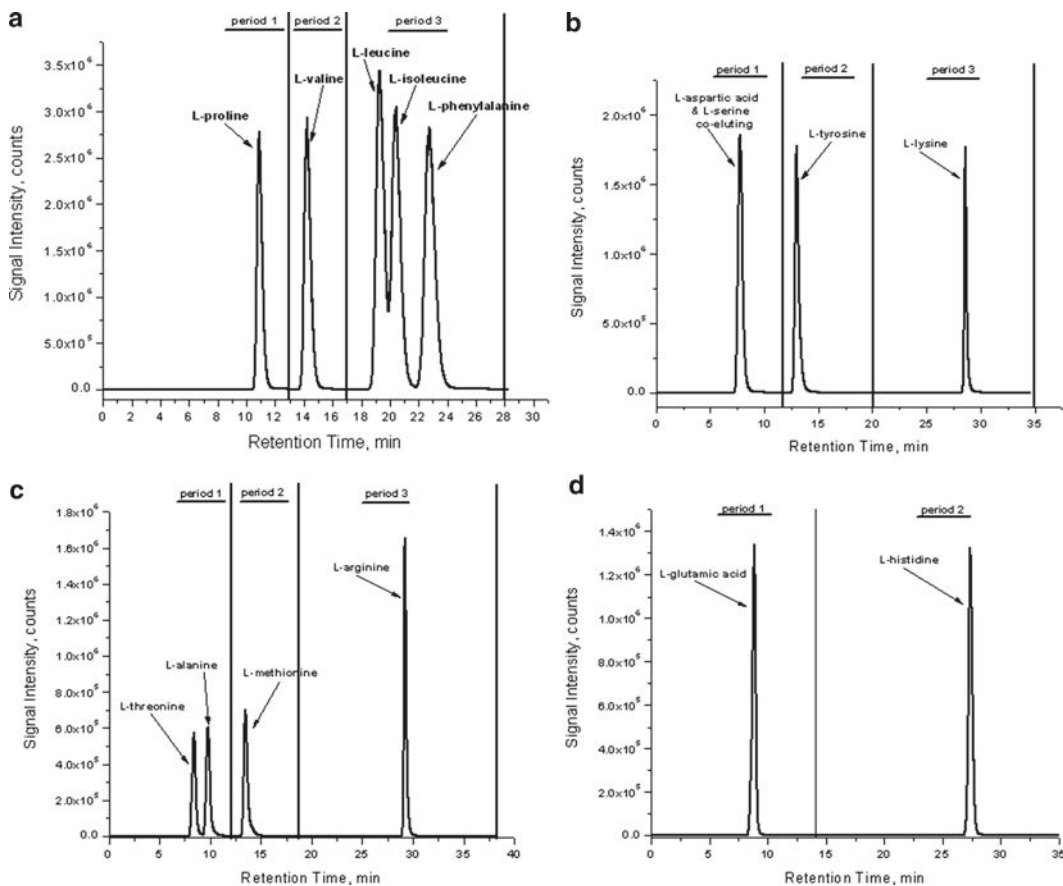 a
period 1 period 2 period 3
3.5x10⁶
3.0x10⁶
2.5x10⁶
2.0x10⁶
1.5x10⁶
1.0x10⁶
5.0x10⁵
0.0
Signal Intensity, counts
L-proline
L-valine
L-leucine
L-isoleucine
L-phenylalanine
0 2 4 6 8 10 12 14 16 18 20 22 24 26 28 30
Retention Time, min
b
period 1 period 2 period 3
2.0x10⁶
1.5x10⁶
1.0x10⁶
5.0x10⁵
0.0
Signal Intensity, counts
L-aspartic acid
& L-serine
co-eluting
L-tyrosine
L-lysine
0 5 10 15 20 25 30 35
Retention Time, min
c
period 1 period 2 period 3
1.8x10⁶
1.6x10⁶
1.4x10⁶
1.2x10⁶
1.0x10⁶
8.0x10⁵
6.0x10⁵
4.0x10⁵
2.0x10⁵
0.0
Signal Intensity, counts
L-threonine
L-alanine
L-methionine
L-arginine
0 5 10 15 20 25 30 35 40
Retention Time, min
d
period 1 period 2
1.4x10⁶
1.2x10⁶
1.0x10⁶
8.0x10⁵
6.0x10⁵
4.0x10⁵
2.0x10⁵
0.0
Signal Intensity, counts
L-glutamic acid
L-histidine
0 5 10 15 20 25 30 35
Retention Time, min